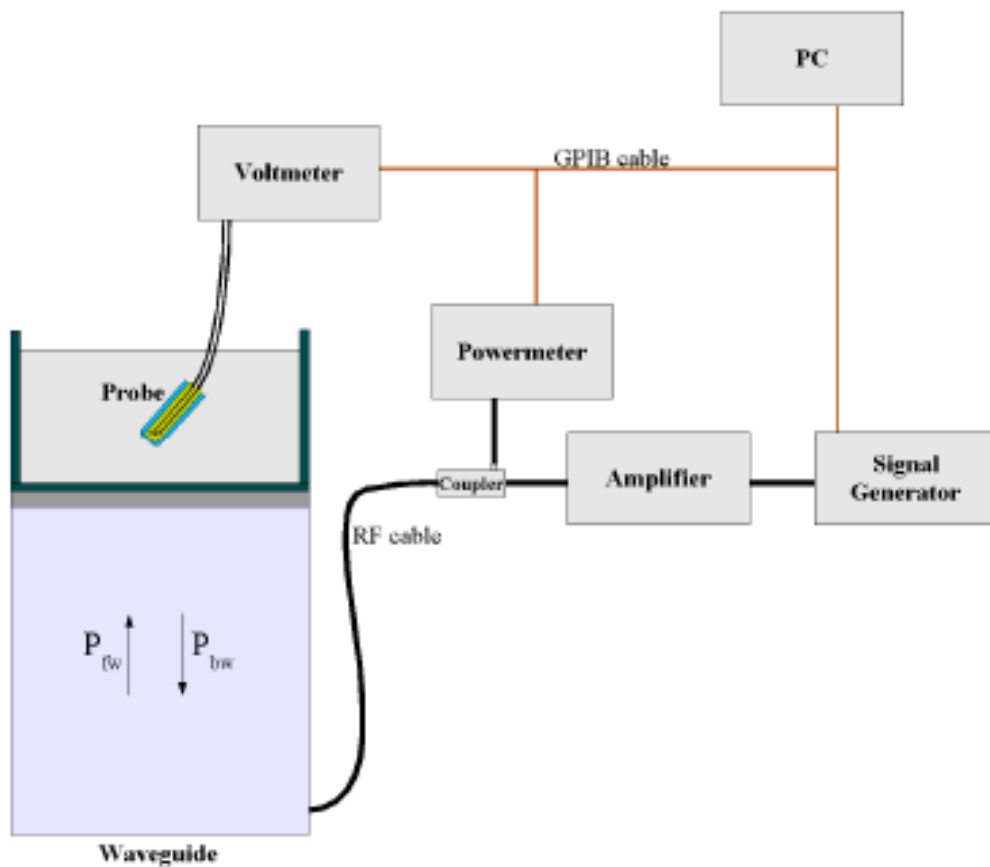 PC
Voltmeter
GPIB cable
Powermeter
Probe
Coupler
Amplifier
Signal
Generator
RF cable
P fw
P bw
Waveguide